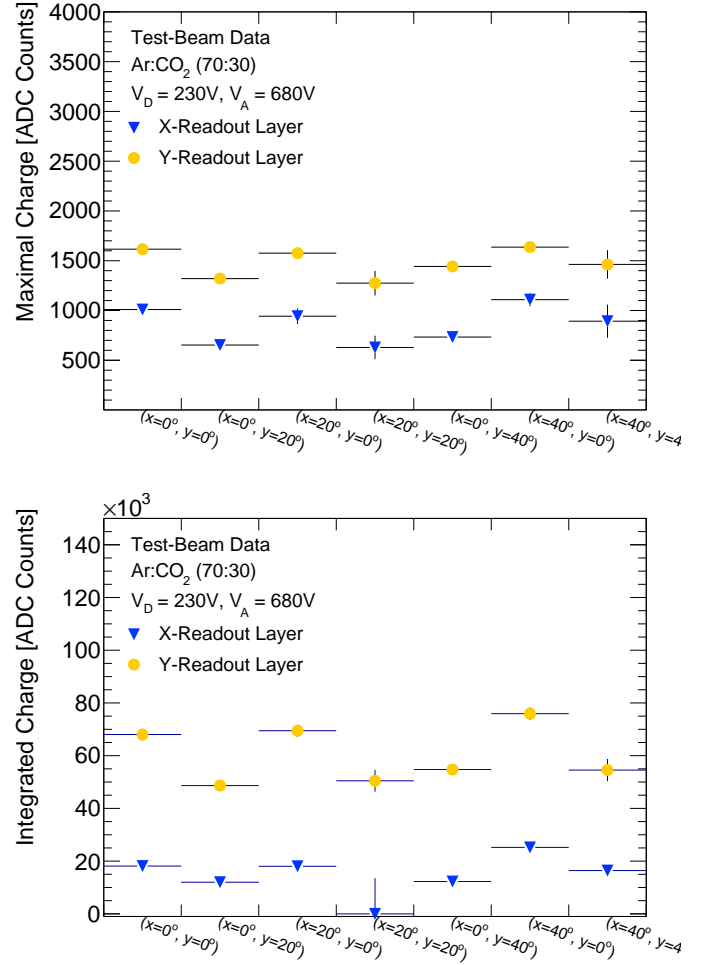 4000
3500
3000
2500
2000
1500
1000
500
Maximal Charge [ADC Counts]
Test-Beam Data
Ar:CO₂ (70:30)
V_D = 230V, V_A = 680V
X-Readout Layer
Y-Readout Layer
(x=0°, y=0°)
(x=0°, y=20°)
(x=20°, y=0°)
(x=20°, y=20°)
(x=0°, y=40°)
(x=40°, y=0°)
(x=40°, y=4
×10³
140
120
100
80
60
40
20
0
Integrated Charge [ADC Counts]
Test-Beam Data
Ar:CO₂ (70:30)
V_D = 230V, V_A = 680V
X-Readout Layer
Y-Readout Layer
(x=0°, y=0°)
(x=0°, y=20°)
(x=20°, y=0°)
(x=20°, y=20°)
(x=0°, y=40°)
(x=40°, y=0°)
(x=40°, y=4